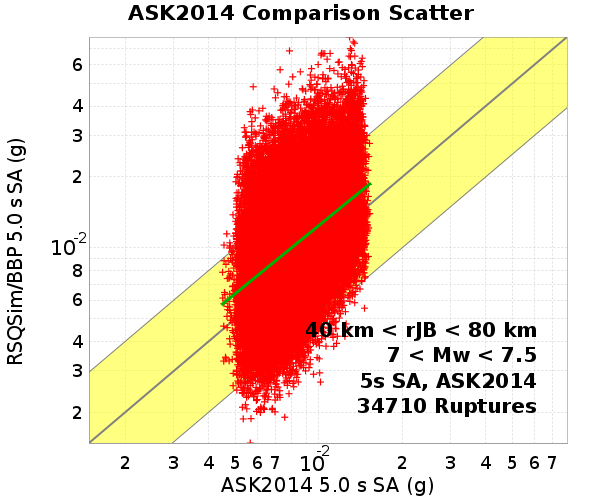 ASK2014 Comparison Scatter
RSQSim/BBP 5.0 s SA (g)
6
4
3
2
10-2
8
6
4
3
2
40 km < rJB < 80 km
7 < Mw < 7.5
5s SA, ASK2014
34710 Ruptures
2 3 4 5 6 7 10-2 2 3 4 5 6 7
ASK2014 5.0 s SA (g)